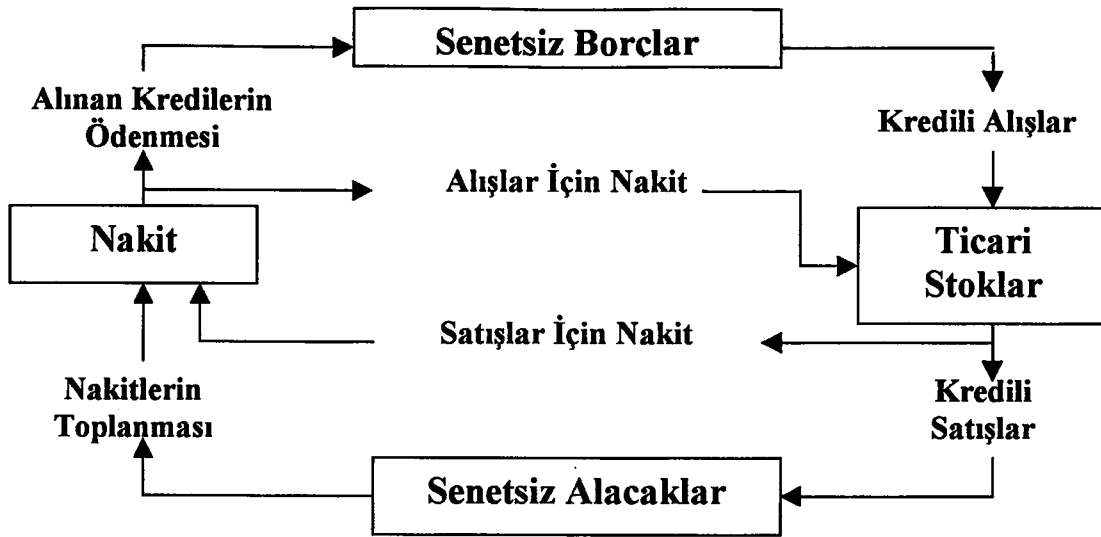 Senetsiz Borclar
Alınan Kredilerin
Ödenmesi
Kredili Alışlar
Alışlar İçin Nakit
Nakit
Ticari
Stoklar
Satışlar İçin Nakit
Nakitlerin
Toplanması
Kredili
Satışlar
Senetsiz Alacaklar